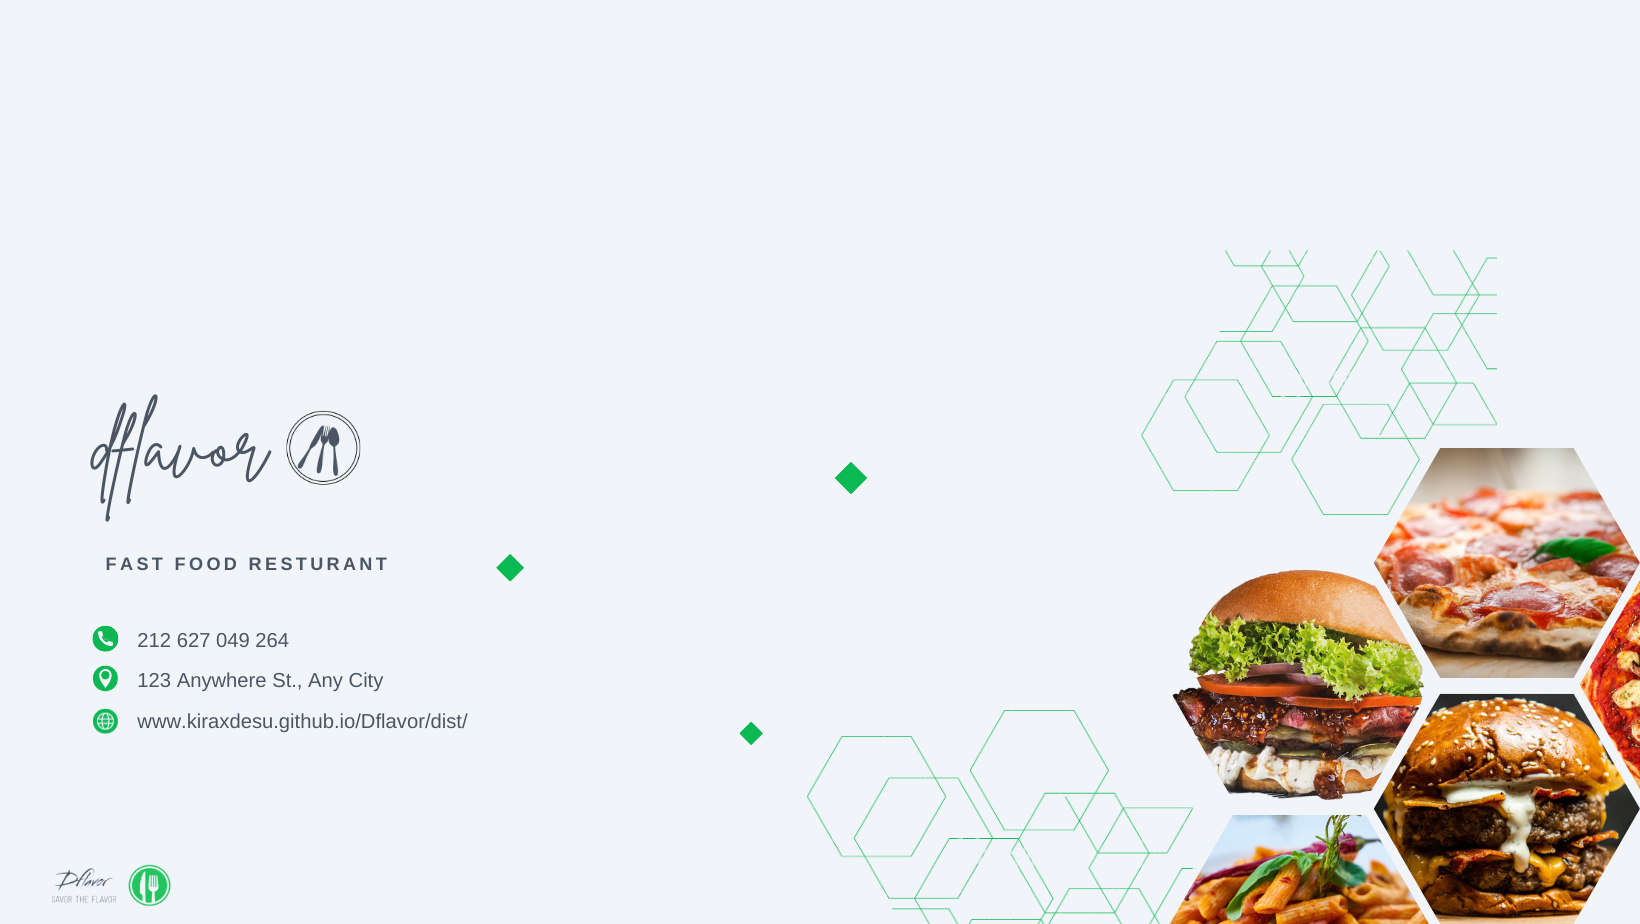 dflavor
FAST FOOD RESTURANT
212 627 049 264
123 Anywhere St., Any City
www.kiraxdesu.github.io/Dflavor/dist/
Dflavor
SAVOR THE FLAVOR